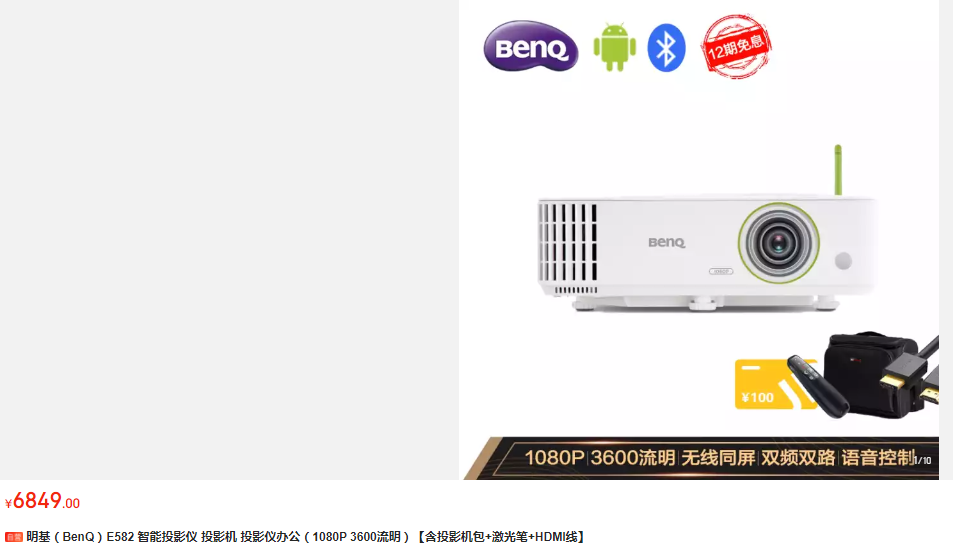 BenQ
12期免息
BenQ
¥100
1080P|3600流明|无线同屏|双频双路|语音控制
1/10
¥6849.00
自营 明基（BenQ）E582 智能投影仪 投影机 投影仪办公（1080P 3600流明）【含投影机包+激光笔+HDMI线】